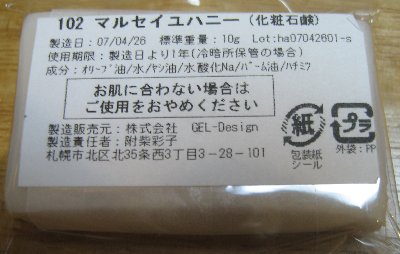 102 マルセイユハニー (化粧石鹸)
製造日：07/04/26 標準重量：10g Lot:ha07042601-s
使用期限：製造日より1年(冷暗所保管の場合)
成分：オリーブ油/水/ヤシ油/水酸化Na/パーム油/ハチミツ
お肌に合わない場合は
ご使用をおやめください
製造販売元：株式会社 GEL-Design
製造責任者：附柴彩子
札幌市北区北35条西3丁目3-28-101
紙
包装紙
シール
プラ
外袋：PP